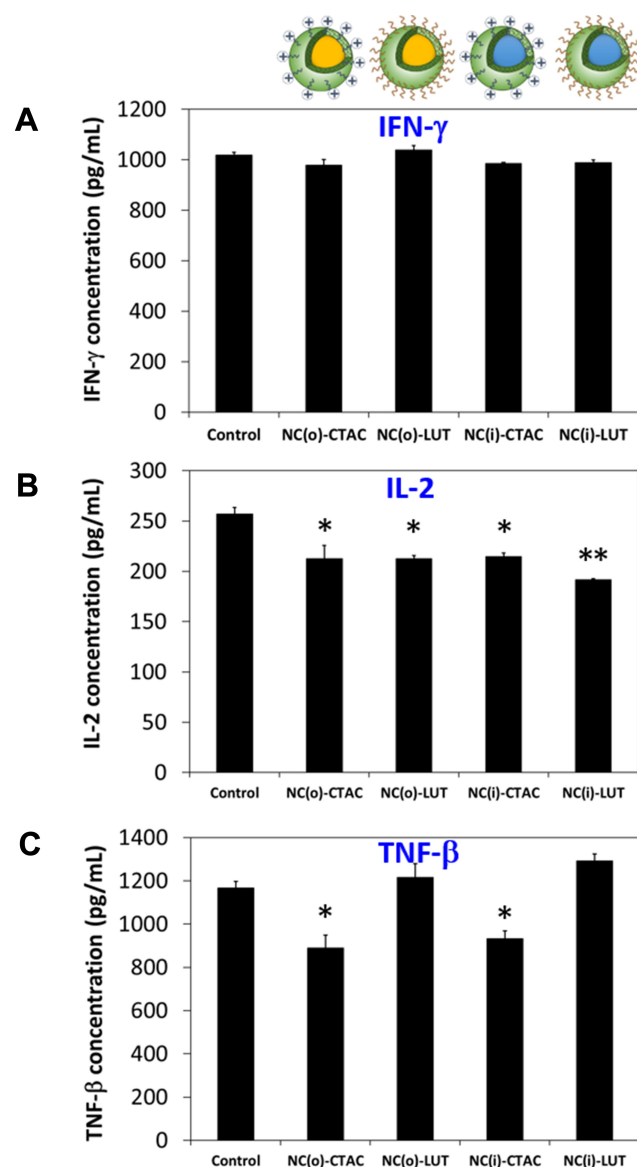 A
IFN-γ
IFN-γ concentration (pg/mL)
1200
1000
800
600
400
200
0
Control NC(o)-CTAC NC(o)-LUT NC(i)-CTAC NC(i)-LUT
B
IL-2
IL-2 concentration (pg/mL)
300
250
200
150
100
50
0
* * * **
Control NC(o)-CTAC NC(o)-LUT NC(i)-CTAC NC(i)-LUT
C
TNF-β
TNF-β concentration (pg/mL)
1400
1200
1000
800
600
400
200
0
* *
Control NC(o)-CTAC NC(o)-LUT NC(i)-CTAC NC(i)-LUT